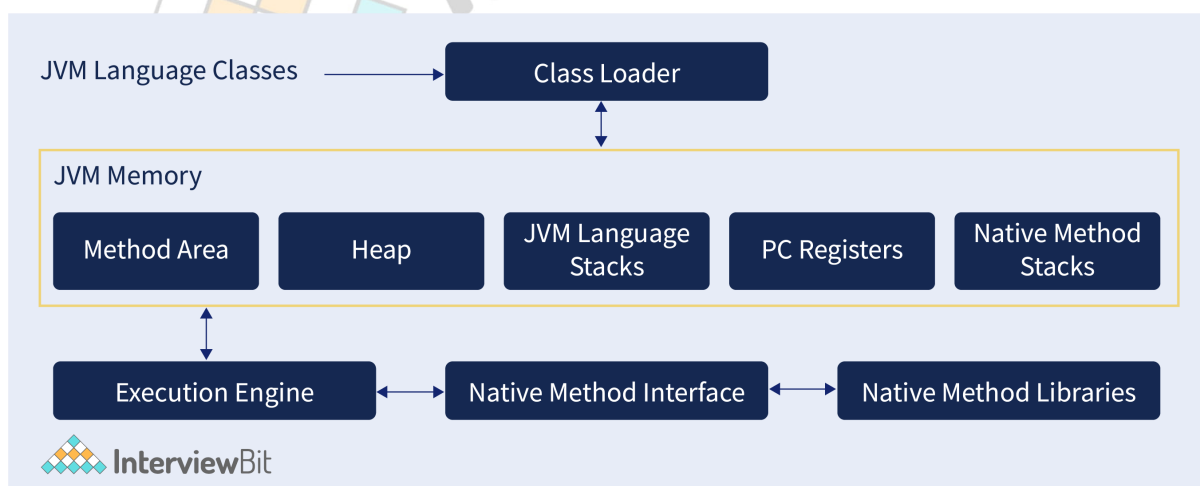 JVM Language Classes
Class Loader
JVM Memory
Method Area
Heap
JVM Language
Stacks
PC Registers
Native Method
Stacks
Execution Engine
Native Method Interface
Native Method Libraries
InterviewBit